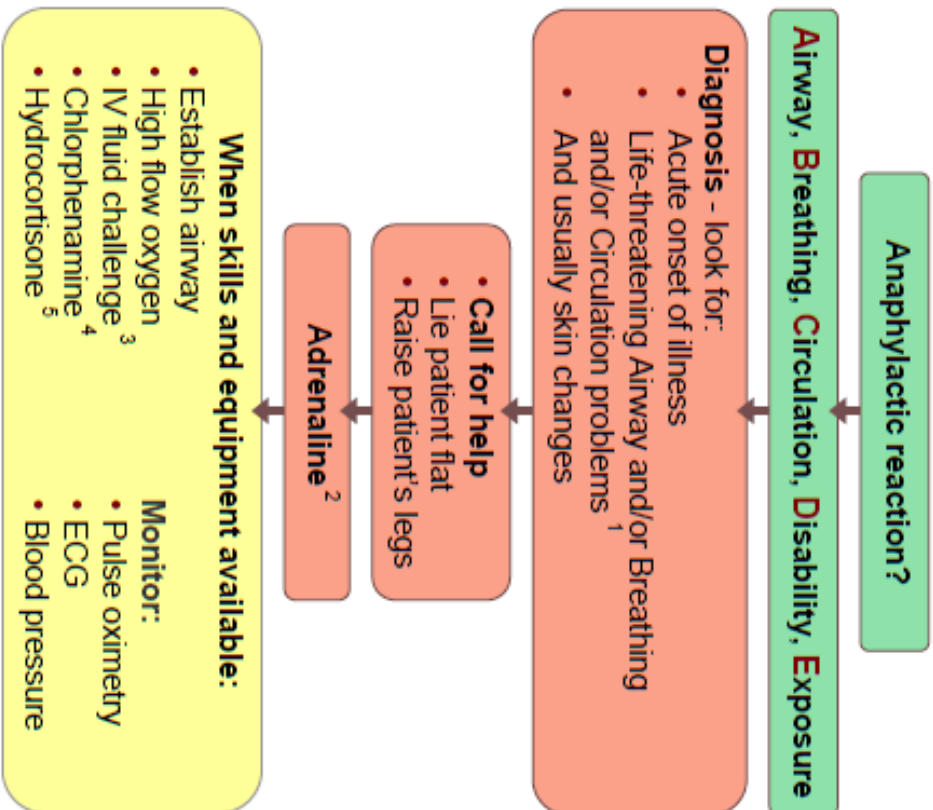 Anaphylactic reaction?
Airway, Breathing, Circulation, Disability, Exposure
Diagnosis - look for:
• Acute onset of illness
• Life-threatening Airway and/or Breathing
and/or Circulation problems 1
• And usually skin changes
• Call for help
• Lie patient flat
• Raise patient's legs
Adrenaline 2
When skills and equipment available:
• Establish airway
• High flow oxygen
• IV fluid challenge 3
• Chlorphenamine 4
• Hydrocortisone 5
Monitor:
• Pulse oximetry
• ECG
• Blood pressure